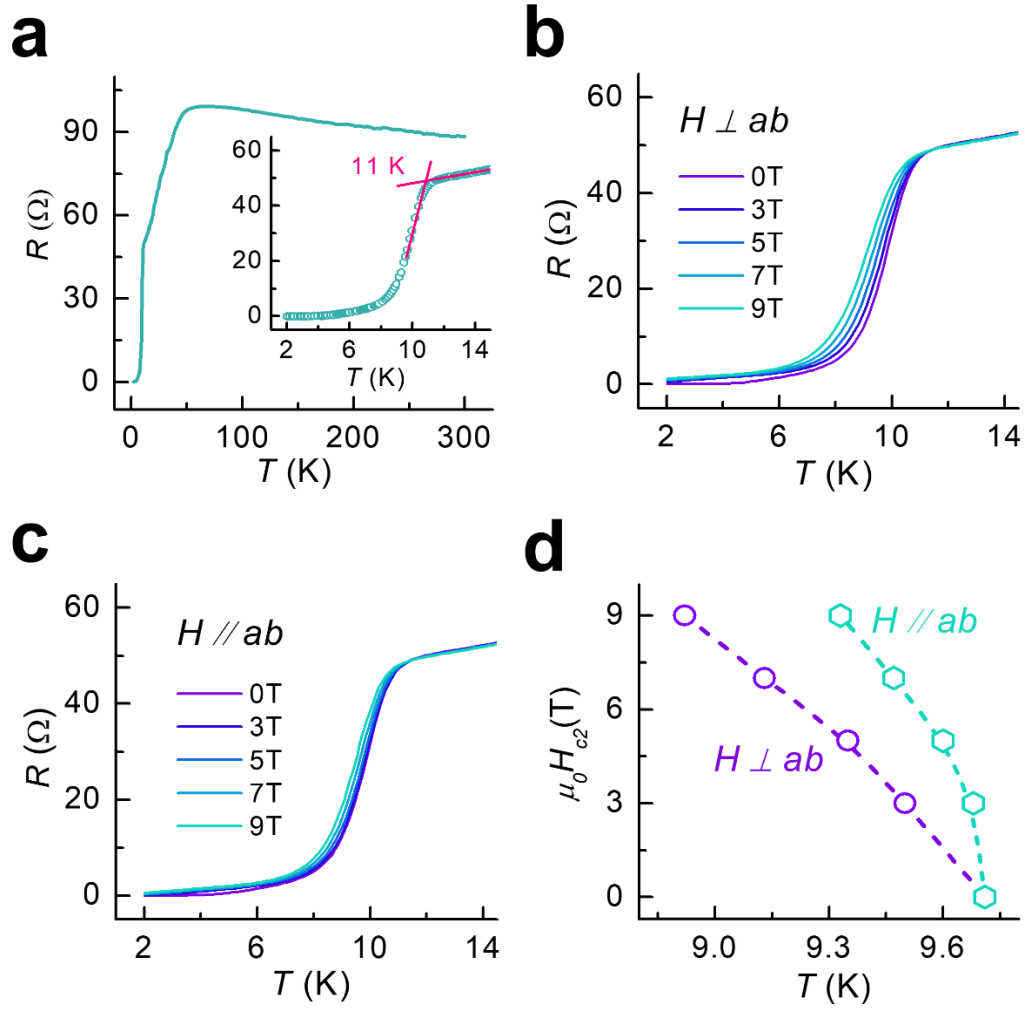 a
R (Ω)
90
60
30
0
0
100
200
300
T (K)
11 K
60
40
20
0
2
6
10
14
T (K)
b
H ⊥ ab
0T
3T
5T
7T
9T
R (Ω)
60
40
20
0
2
6
10
14
T (K)
c
H // ab
0T
3T
5T
7T
9T
R (Ω)
60
40
20
0
2
6
10
14
T (K)
d
H // ab
H ⊥ ab
μ0Hc2(T)
9
6
3
0
9.0
9.3
9.6
T (K)